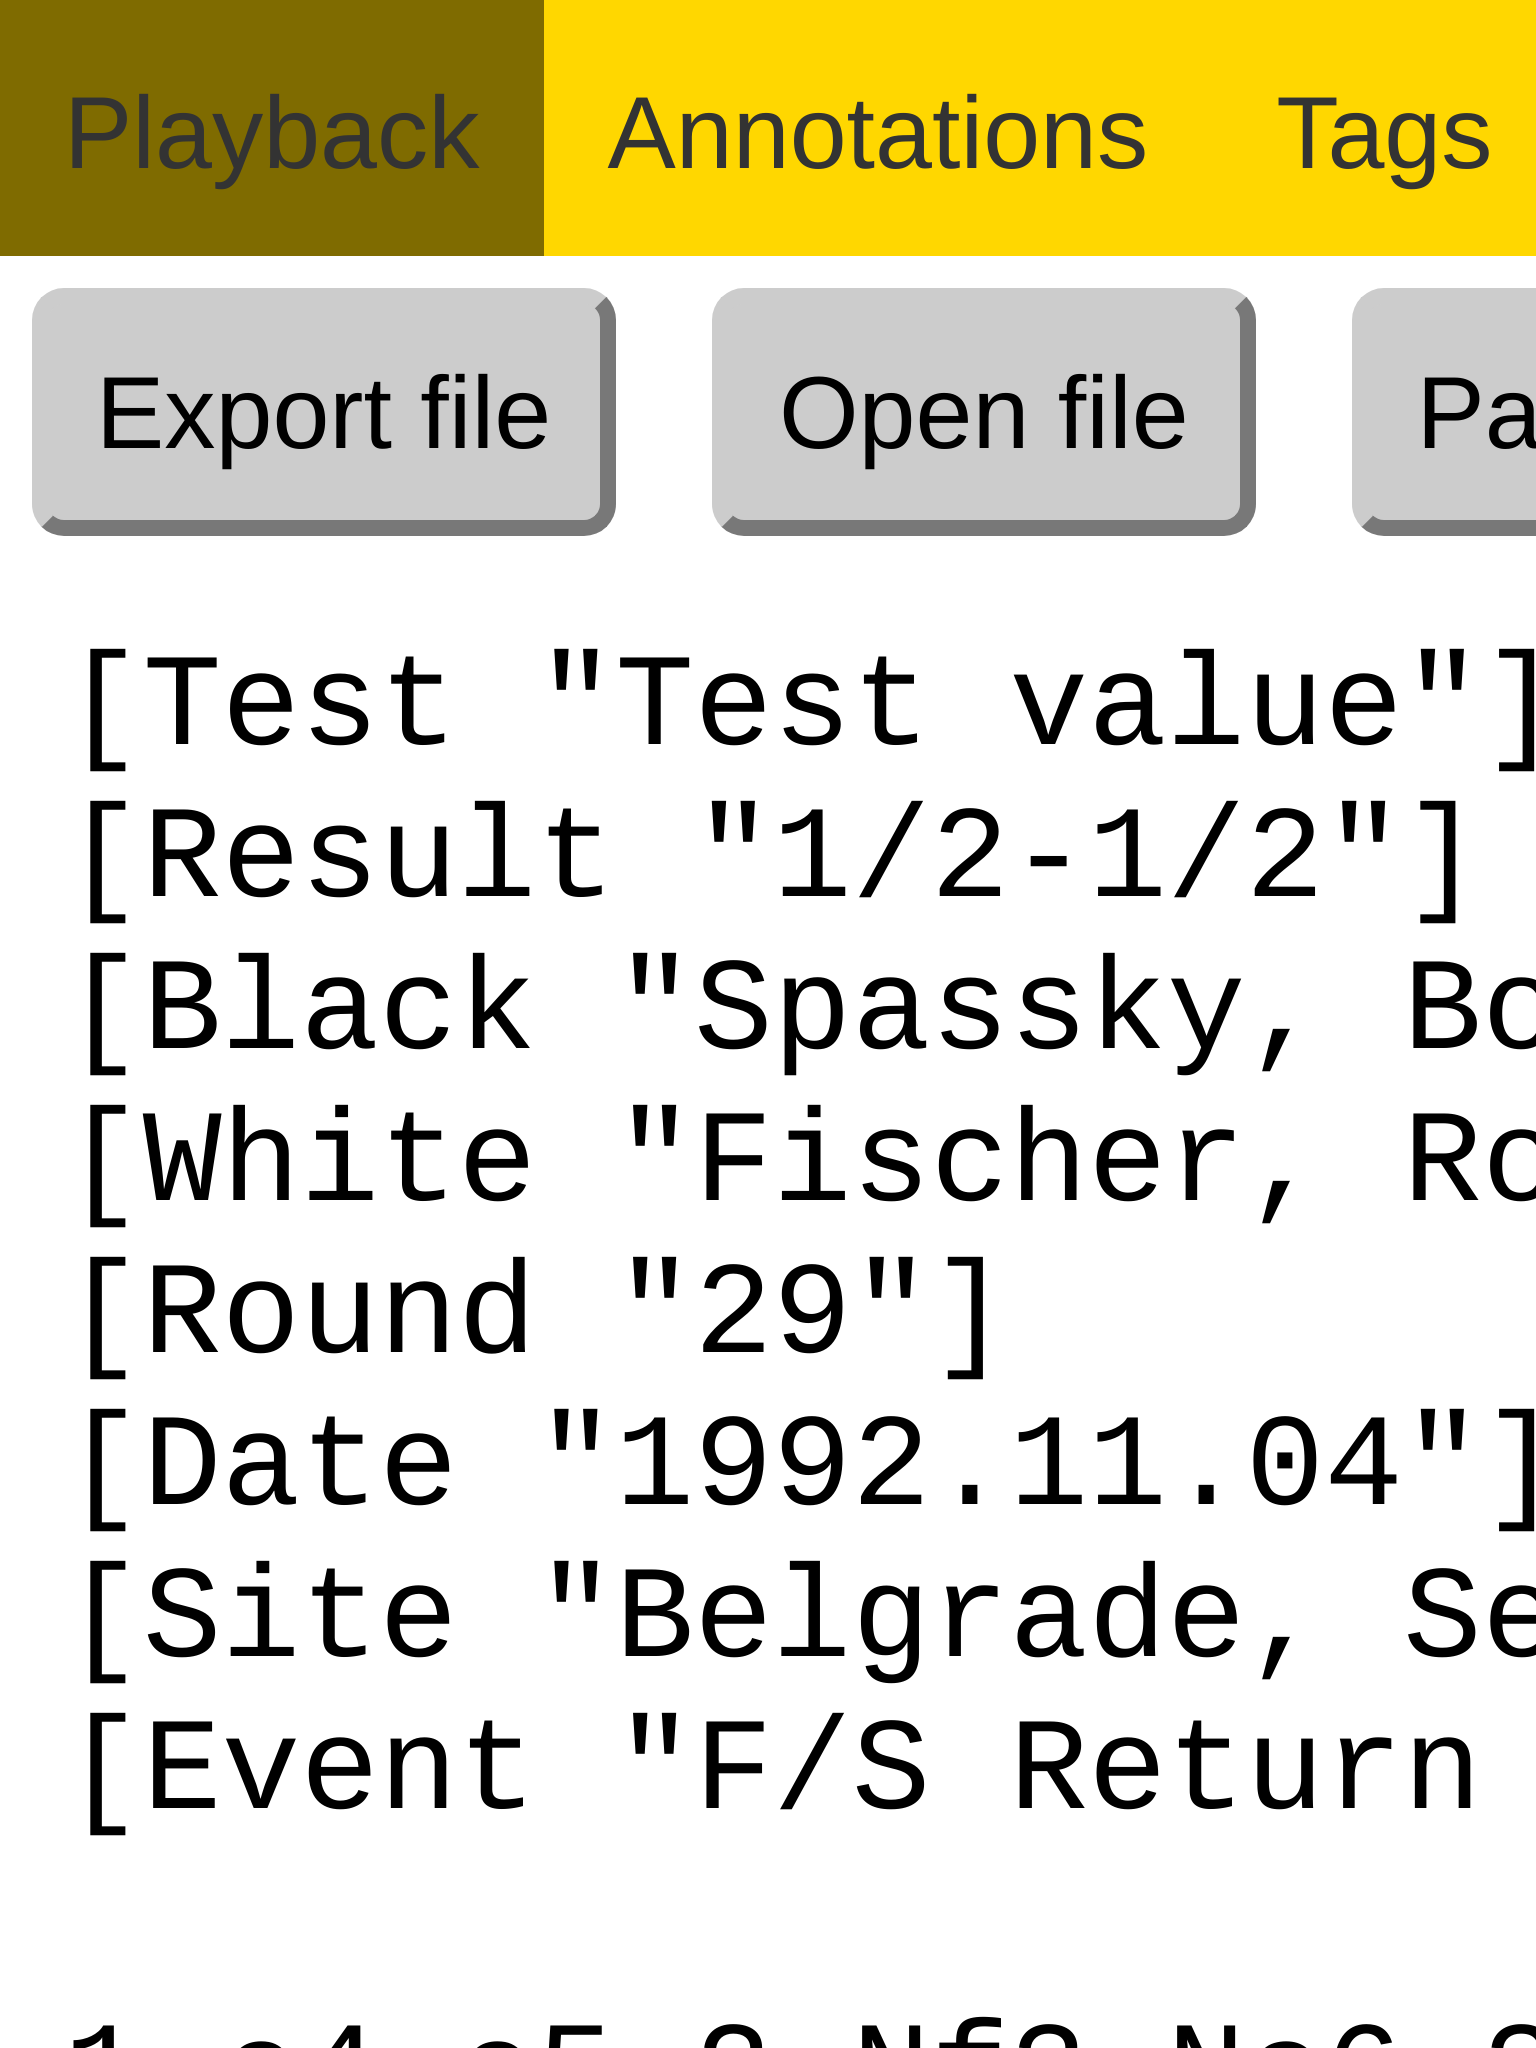 Playback Annotations Tags
Export file Open file Pa
[Test "Test value"]
[Result "1/2-1/2"]
[Black "Spassky, Bo
[White "Fischer, Ro
[Round "29"]
[Date "1992.11.04"]
[Site "Belgrade, Se
[Event "F/S Return